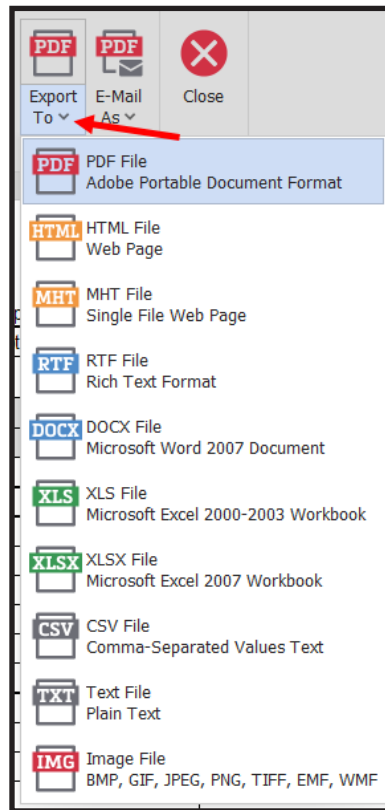 PDF PDF
Export E-Mail Close
To As
PDF PDF File
Adobe Portable Document Format
HTML HTML File
Web Page
MHT MHT File
Single File Web Page
RTF RTF File
Rich Text Format
DOCX DOCX File
Microsoft Word 2007 Document
XLS XLS File
Microsoft Excel 2000-2003 Workbook
XLSX XLSX File
Microsoft Excel 2007 Workbook
CSV CSV File
Comma-Separated Values Text
TXT Text File
Plain Text
IMG Image File
BMP, GIF, JPEG, PNG, TIFF, EMF, WMF